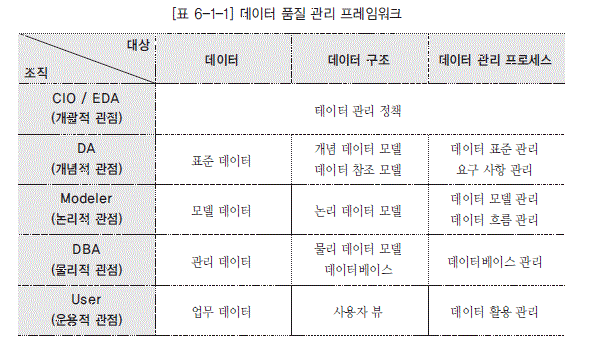 [표 6-1-1] 데이터 품질 관리 프레임워크
대상
조직
데이터
데이터 구조
데이터 관리 프로세스
CIO / EDA
(개괄적 관점)
데이터 관리 정책
DA
(개념적 관점)
표준 데이터
개념 데이터 모델
데이터 참조 모델
데이터 표준 관리
요구 사항 관리
Modeler
(논리적 관점)
모델 데이터
논리 데이터 모델
데이터 모델 관리
데이터 흐름 관리
DBA
(물리적 관점)
관리 데이터
물리 데이터 모델
데이터베이스
데이터베이스 관리
User
(운용적 관점)
업무 데이터
사용자 뷰
데이터 활용 관리